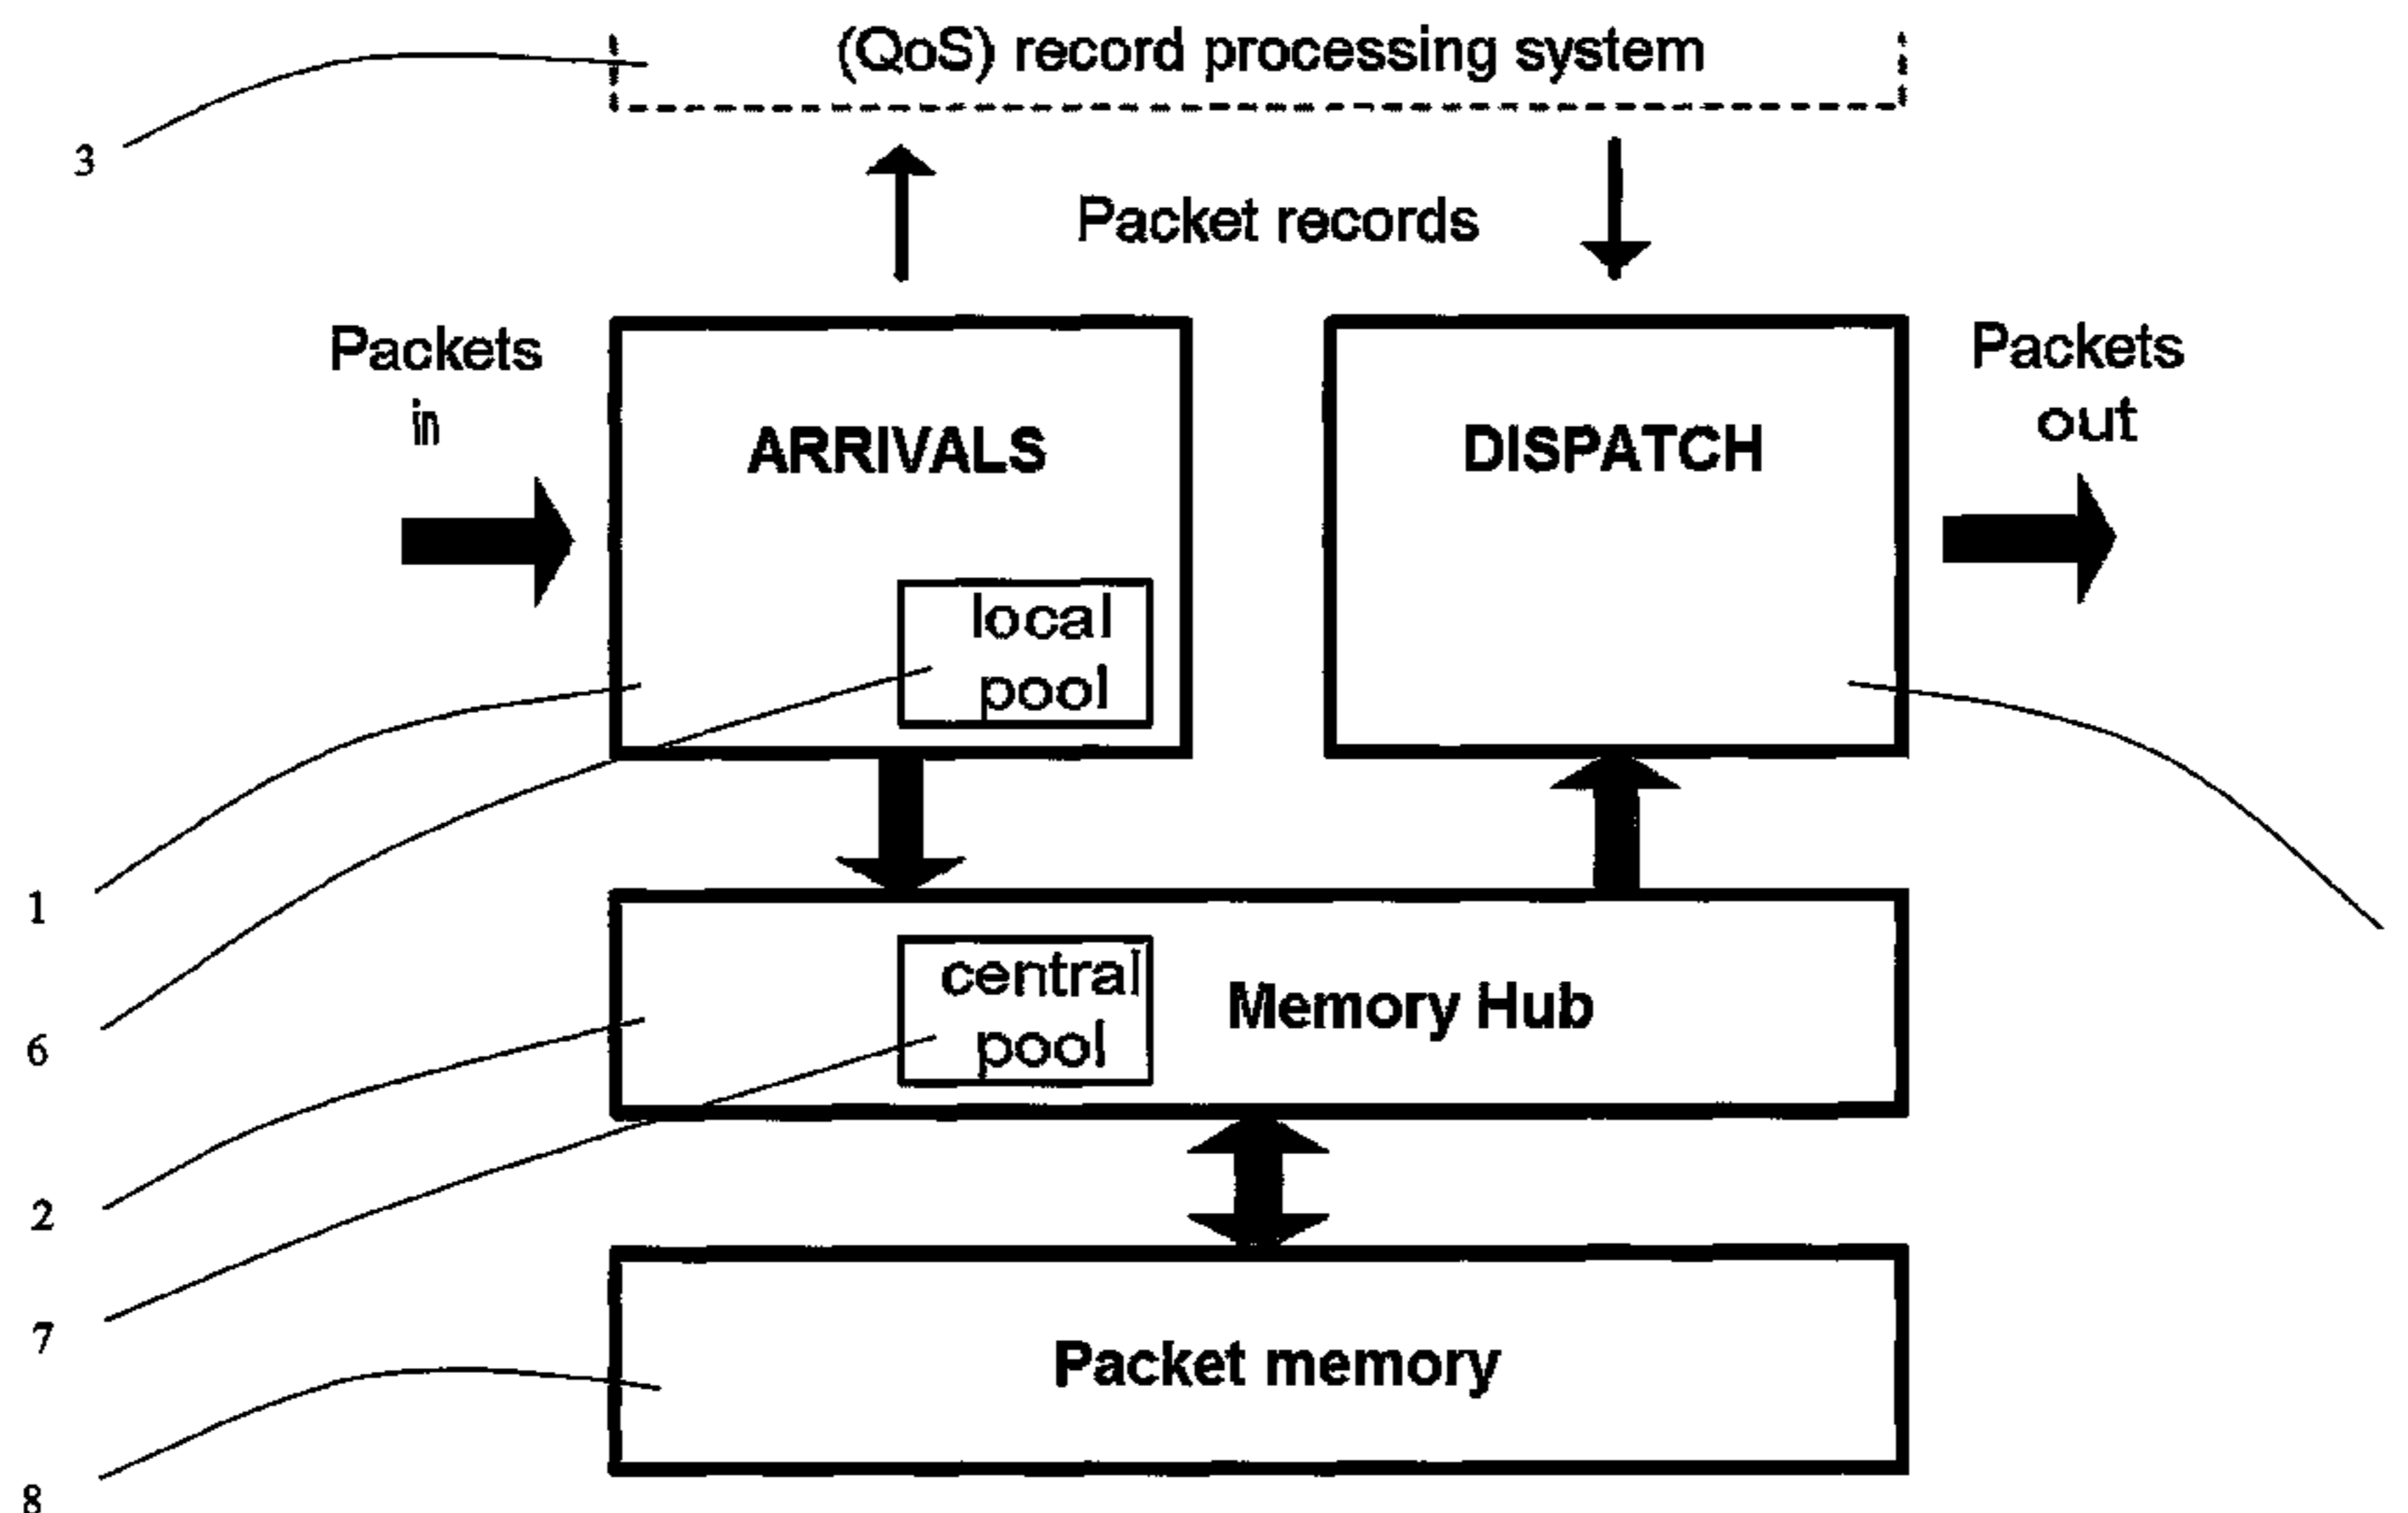 (QoS) record processing system
3
Packet records
Packets
in
ARRIVALS
DISPATCH
Packets
out
local
pool
1
central
pool
Memory Hub
6
2
7
Packet memory
8